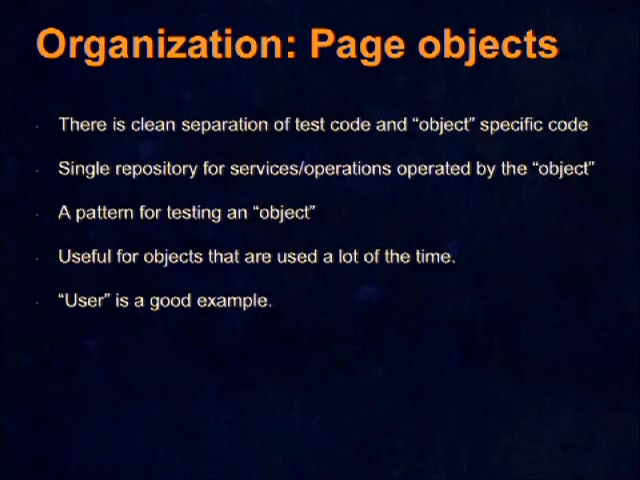 Organization: Page objects
There is clean separation of test code and “object” specific code
Single repository for services/operations operated by the “object”
A pattern for testing an “object”
Useful for objects that are used a lot of the time.
“User” is a good example.